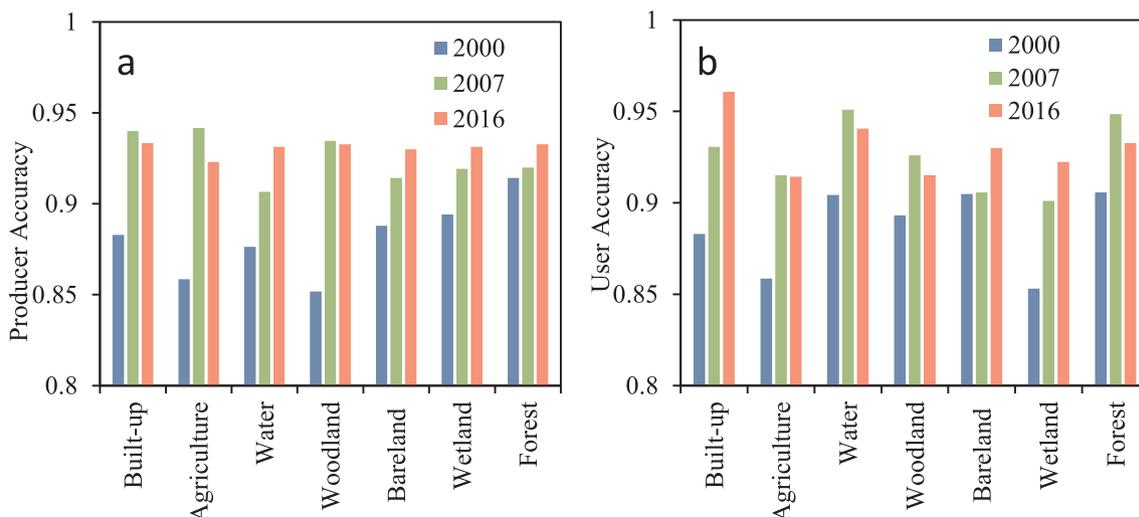 a
1
0.95
0.9
0.85
0.8
Producer Accuracy
2000
2007
2016
Built-up
Agriculture
Water
Woodland
Bareland
Wetland
Forest
b
1
0.95
0.9
0.85
0.8
User Accuracy
2000
2007
2016
Built-up
Agriculture
Water
Woodland
Bareland
Wetland
Forest